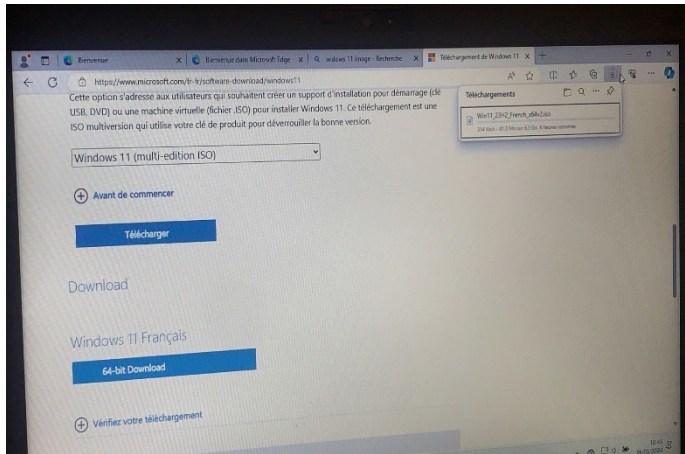 Bienvenue
Bienvenue dans Microsoft Edge
widows 11 image - Recherche
Téléchargement de Windows 11
https://www.microsoft.com/fr-fr/software-download/windows11
Téléchargements
Win11_23H2_French_x64v2.iso
Cette option s'adresse aux utilisateurs qui souhaitent créer un support d'installation pour démarrage (clé
USB, DVD) ou une machine virtuelle (fichier .ISO) pour installer Windows 11. Ce téléchargement est une
ISO multiversion qui utilise votre clé de produit pour déverrouiller la bonne version.
Windows 11 (multi-edition ISO)
Avant de commencer
Télécharger
Download
Windows 11 Français
64-bit Download
Vérifiez votre téléchargement